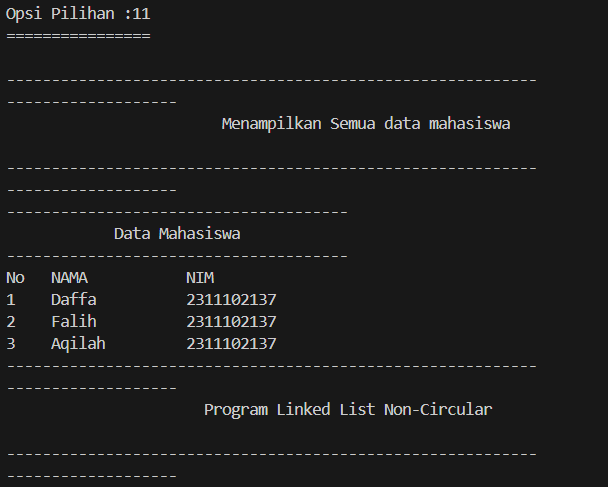 Opsi Pilihan :11
================
-----------------------------------------------------------
-------------------
Menampilkan Semua data mahasiswa
-----------------------------------------------------------
-------------------
--------------------------------------
Data Mahasiswa
--------------------------------------
No NAMA NIM
1 Daffa 2311102137
2 Falih 2311102137
3 Aqilah 2311102137
-----------------------------------------------------------
-------------------
Program Linked List Non-Circular
-----------------------------------------------------------
-------------------